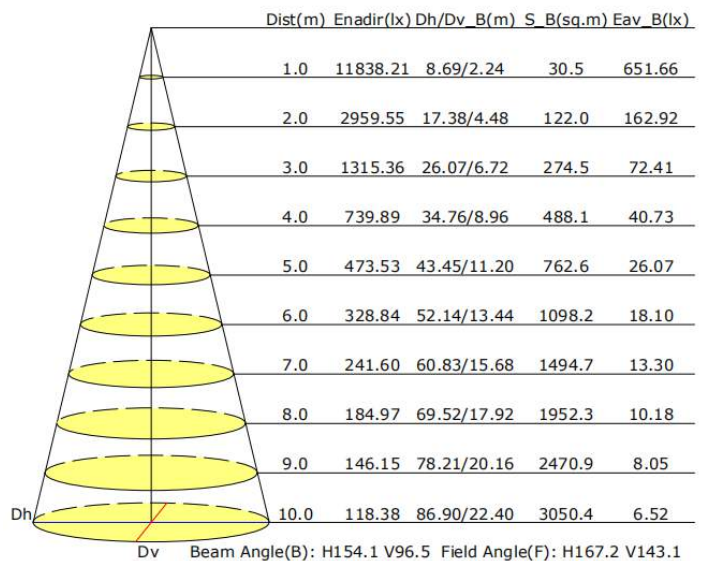 Dist(m) Enadir(lx) Dh/Dv_B(m) S_B(sq.m) Eav_B(lx)
1.0 11838.21 8.69/2.24 30.5 651.66
2.0 2959.55 17.38/4.48 122.0 162.92
3.0 1315.36 26.07/6.72 274.5 72.41
4.0 739.89 34.76/8.96 488.1 40.73
5.0 473.53 43.45/11.20 762.6 26.07
6.0 328.84 52.14/13.44 1098.2 18.10
7.0 241.60 60.83/15.68 1494.7 13.30
8.0 184.97 69.52/17.92 1952.3 10.18
9.0 146.15 78.21/20.16 2470.9 8.05
Dh 10.0 118.38 86.90/22.40 3050.4 6.52
Dv Beam Angle(B): H154.1 V96.5 Field Angle(F): H167.2 V143.1